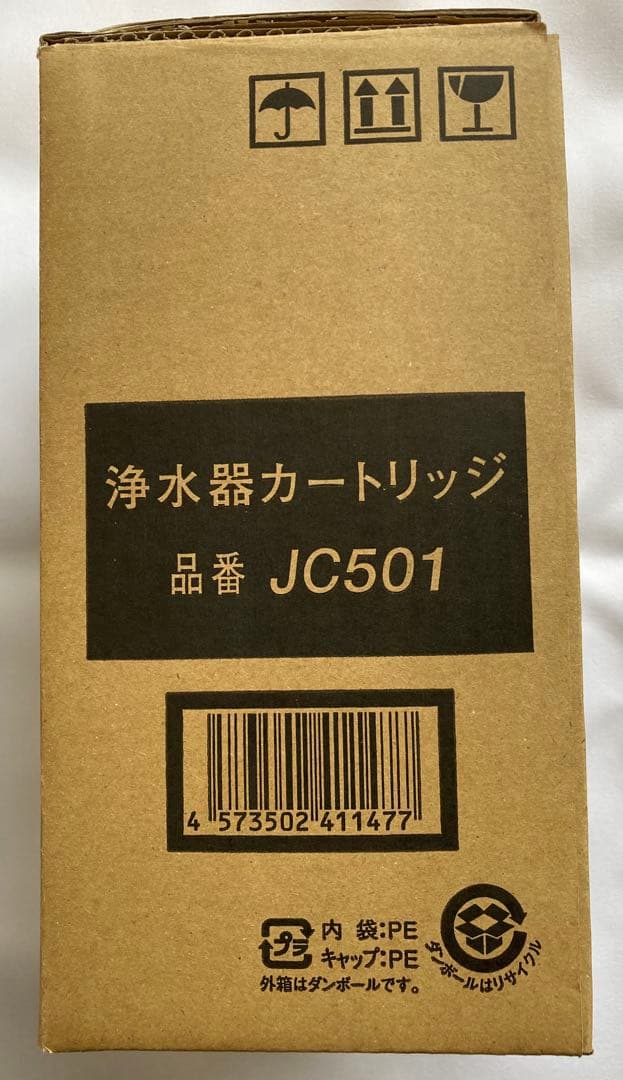 浄水器カートリッジ
品番 JC501
4 573502 411477
プラ
内 袋:PE
キャップ:PE
外箱はダンボールです。
ダンボールはリサイクル